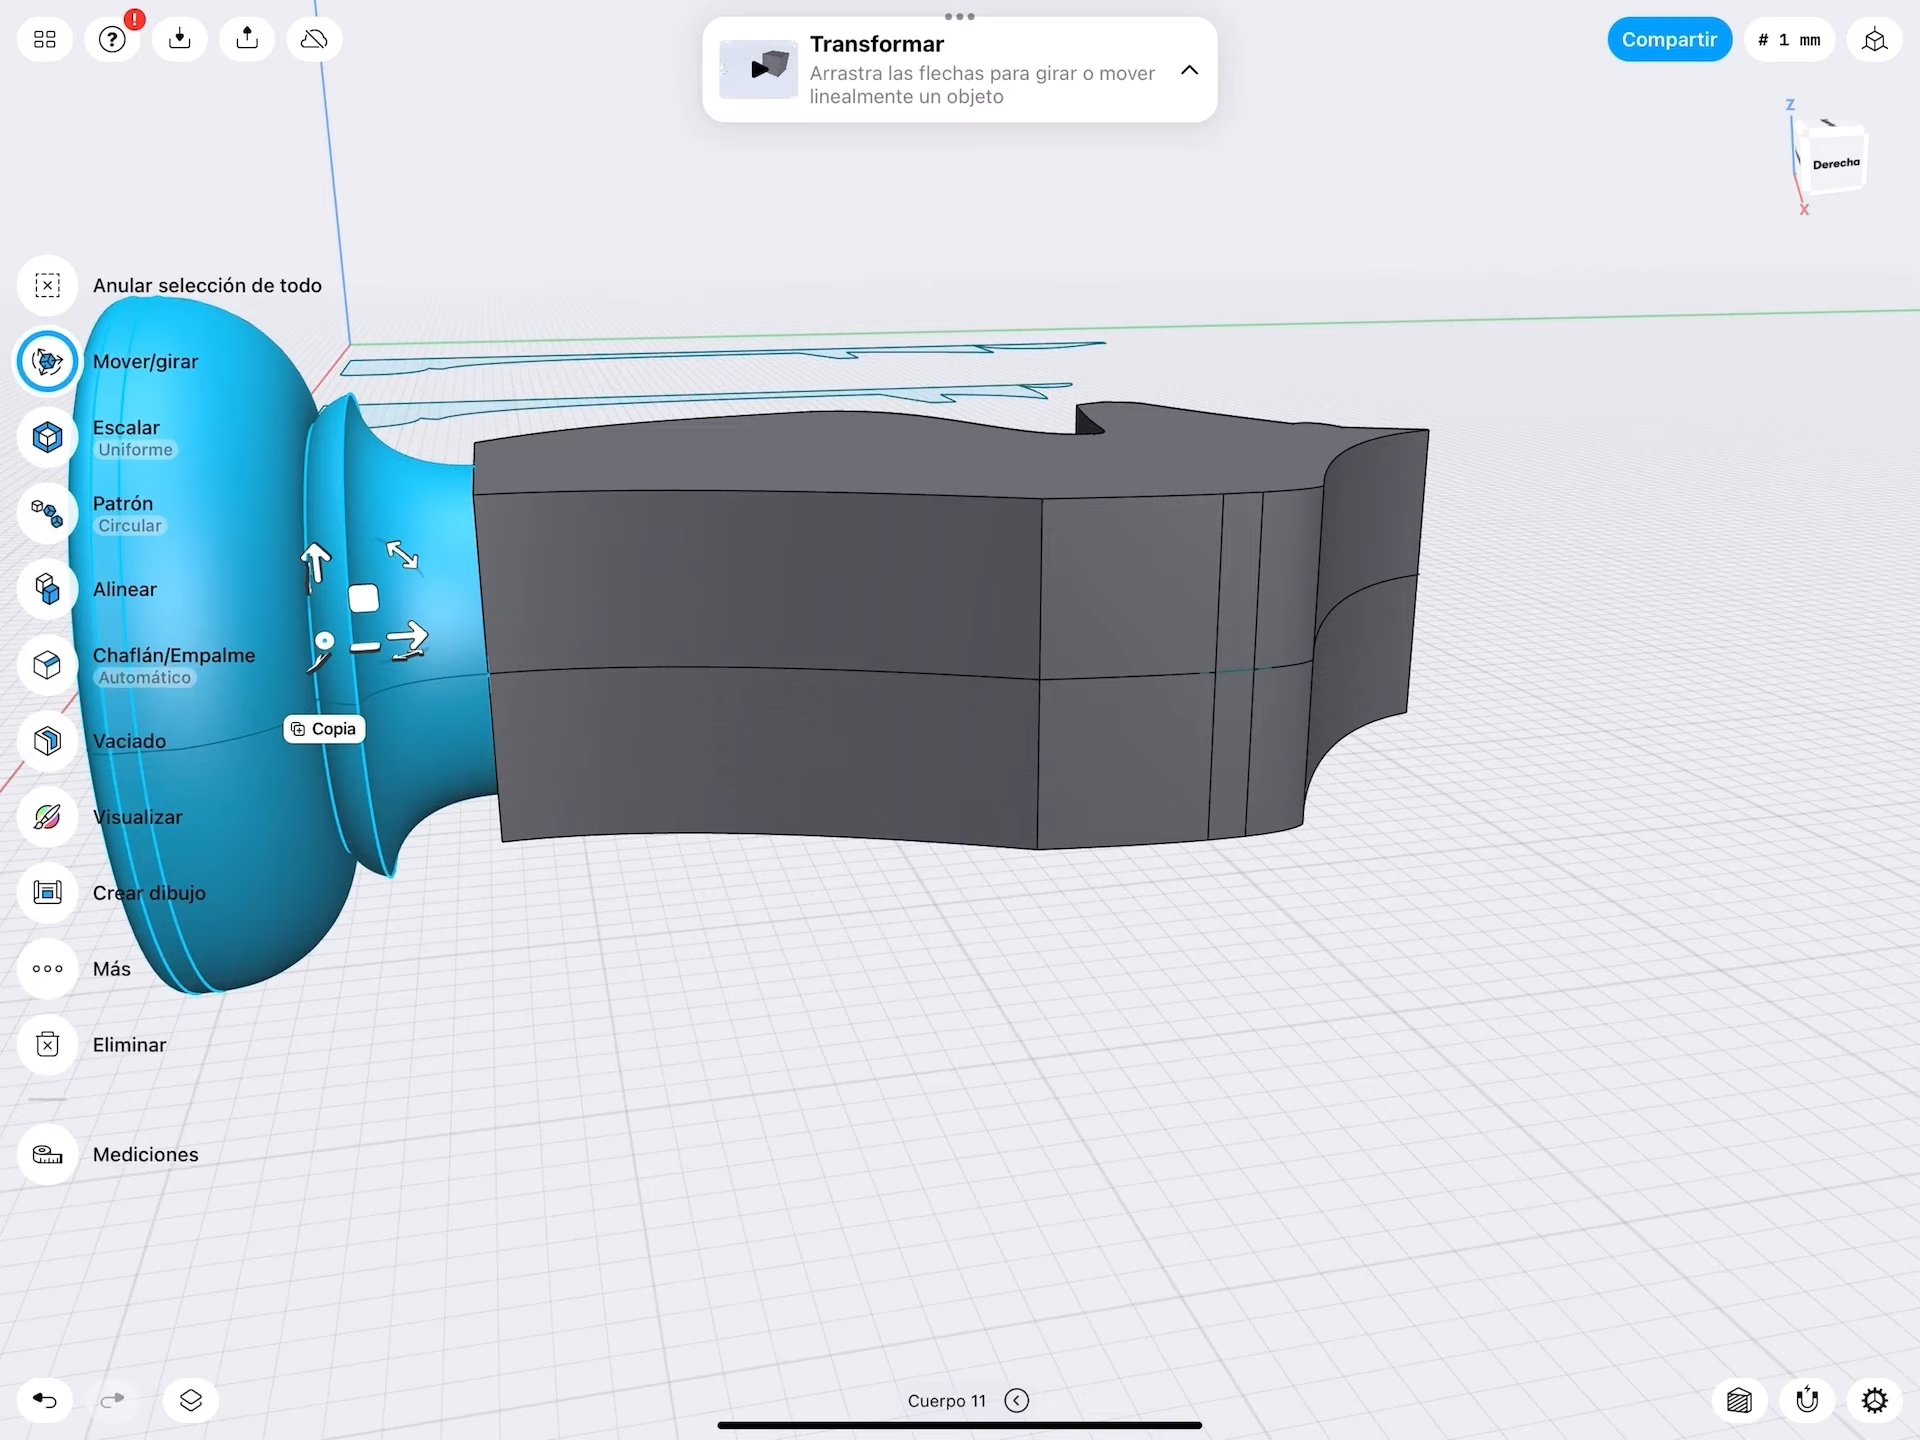 !
?
Transformar
Arrastra las flechas para girar o mover
linealmente un objeto
Compartir
# 1 mm
Z
Derecha
X
Anular selección de todo
Mover/girar
Escalar
Uniforme
Patrón
Circular
Alinear
Chaflán/Empalme
Automático
Copia
Vaciado
Visualizar
Crear dibujo
Más
Eliminar
Mediciones
Cuerpo 11